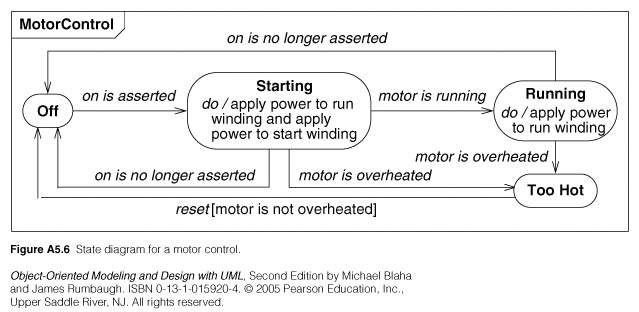 MotorControl
on is no longer asserted
Off
on is asserted
Starting
do / apply power to run
winding and apply
power to start winding
motor is running
Running
do / apply power
to run winding
on is no longer asserted
motor is overheated
motor is overheated
Too Hot
reset[motor is not overheated]
Figure A5.6 State diagram for a motor control.
Object-Oriented Modeling and Design with UML, Second Edition by Michael Blaha
and James Rumbaugh. ISBN 0-13-1-015920-4. © 2005 Pearson Education, Inc.,
Upper Saddle River, NJ. All rights reserved.